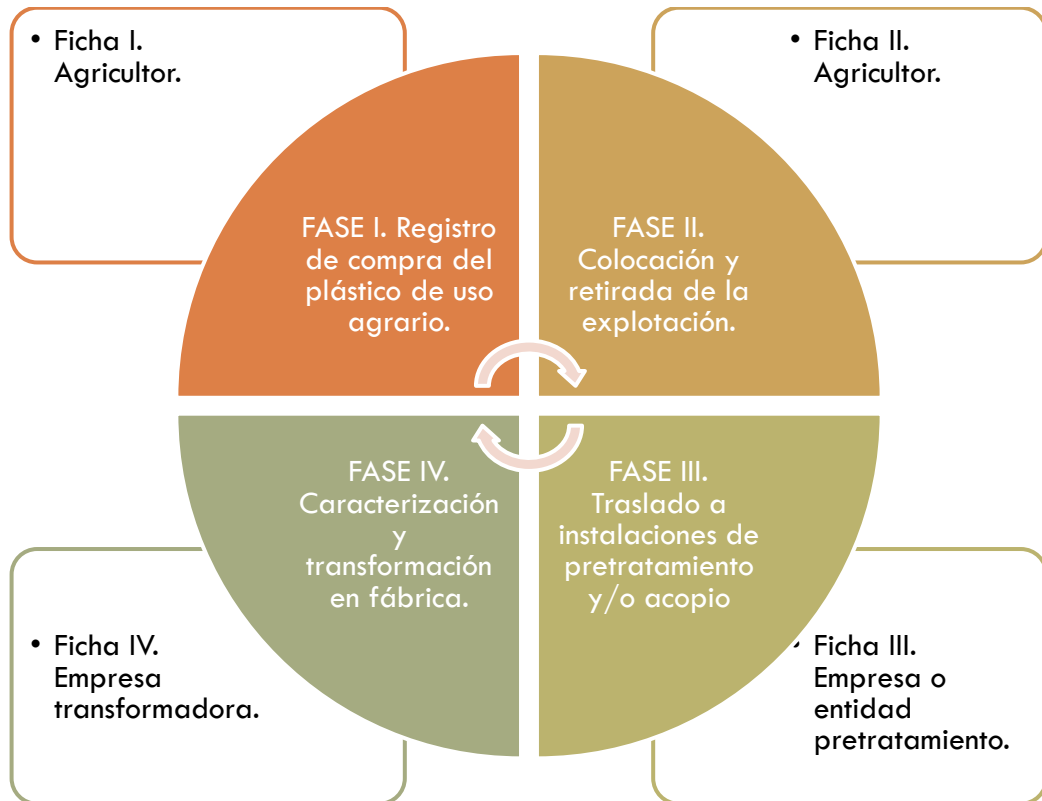 • Ficha I.
Agricultor.
• Ficha II.
Agricultor.
FASE I. Registro
de compra del
plástico de uso
agrario.
FASE II.
Colocación y
retirada de la
explotación.
FASE IV.
Caracterización
y
transformación
en fábrica.
FASE III.
Traslado a
instalaciones de
pretratamiento
y/o acopio
• Ficha IV.
Empresa
transformadora.
• Ficha III.
Empresa o
entidad
pretratamiento.